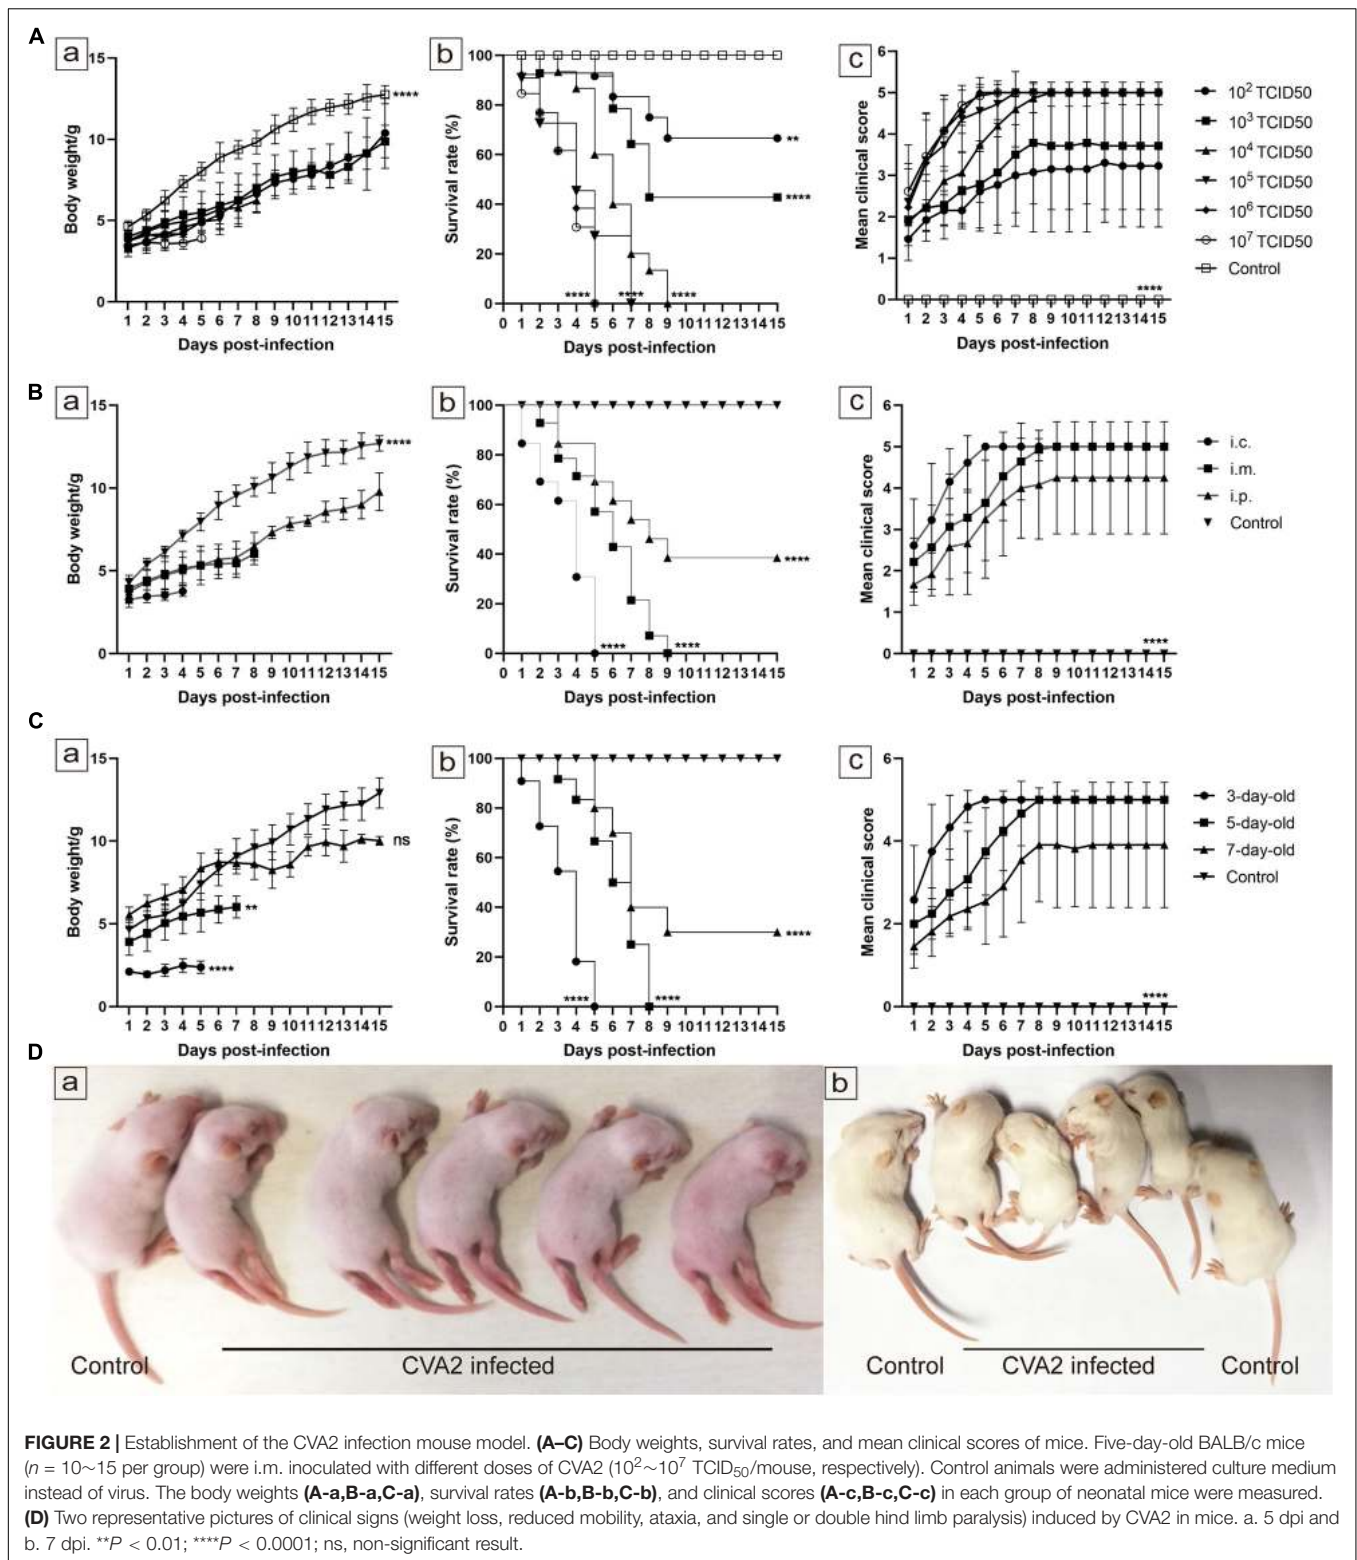 A
a
15
10
5
0
Body weight/g
****
1 2 3 4 5 6 7 8 9 10 11 12 13 14 15
Days post-infection
b
100
80
60
40
20
0
Survival rate (%)
**
****
**** **** ****
0 1 2 3 4 5 6 7 8 9 10 11 12 13 14 15
Days post-infection
c
6
5
4
3
2
1
0
Mean clinical score
****
1 2 3 4 5 6 7 8 9 10 11 12 13 14 15
Days post-infection
10² TCID50
10³ TCID50
10⁴ TCID50
10⁵ TCID50
10⁶ TCID50
10⁷ TCID50
Control
B
a
15
10
5
0
Body weight/g
****
1 2 3 4 5 6 7 8 9 10 11 12 13 14 15
Days post-infection
b
100
80
60
40
20
0
Survival rate (%)
****
**** ****
0 1 2 3 4 5 6 7 8 9 10 11 12 13 14 15
Days post-infection
c
6
5
4
3
2
1
0
Mean clinical score
****
1 2 3 4 5 6 7 8 9 10 11 12 13 14 15
Days post-infection
i.c.
i.m.
i.p.
Control
C
a
15
10
5
0
Body weight/g
ns
**
****
1 2 3 4 5 6 7 8 9 10 11 12 13 14 15
Days post-infection
b
100
80
60
40
20
0
Survival rate (%)
****
**** ****
0 1 2 3 4 5 6 7 8 9 10 11 12 13 14 15
Days post-infection
c
6
4
2
0
Mean clinical score
****
1 2 3 4 5 6 7 8 9 10 11 12 13 14 15
Days post-infection
3-day-old
5-day-old
7-day-old
Control
D
a
Control
CVA2 infected
b
Control
CVA2 infected
Control
FIGURE 2 | Establishment of the CVA2 infection mouse model. (A–C) Body weights, survival rates, and mean clinical scores of mice. Five-day-old BALB/c mice
(n = 10∼15 per group) were i.m. inoculated with different doses of CVA2 (10²∼10⁷ TCID₅₀/mouse, respectively). Control animals were administered culture medium
instead of virus. The body weights (A-a,B-a,C-a), survival rates (A-b,B-b,C-b), and clinical scores (A-c,B-c,C-c) in each group of neonatal mice were measured.
(D) Two representative pictures of clinical signs (weight loss, reduced mobility, ataxia, and single or double hind limb paralysis) induced by CVA2 in mice. a. 5 dpi and
b. 7 dpi. **P < 0.01; ****P < 0.0001; ns, non-significant result.